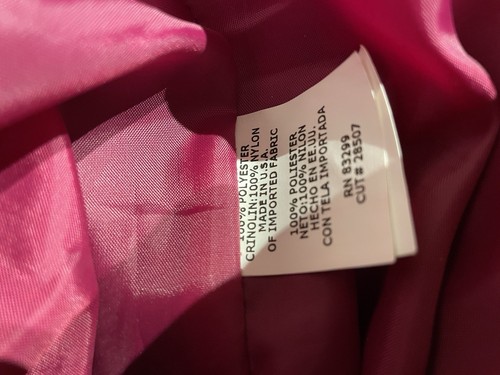 100% POLYESTER
CRINOLIN:100% NYLON
MADE IN U.S.A.
OF IMPORTED FABRIC
100% POLIESTER
NETO:100% NILON
HECHO EN EE.UU.
CON TELA IMPORTADA
RN 83299
CUT# 28507